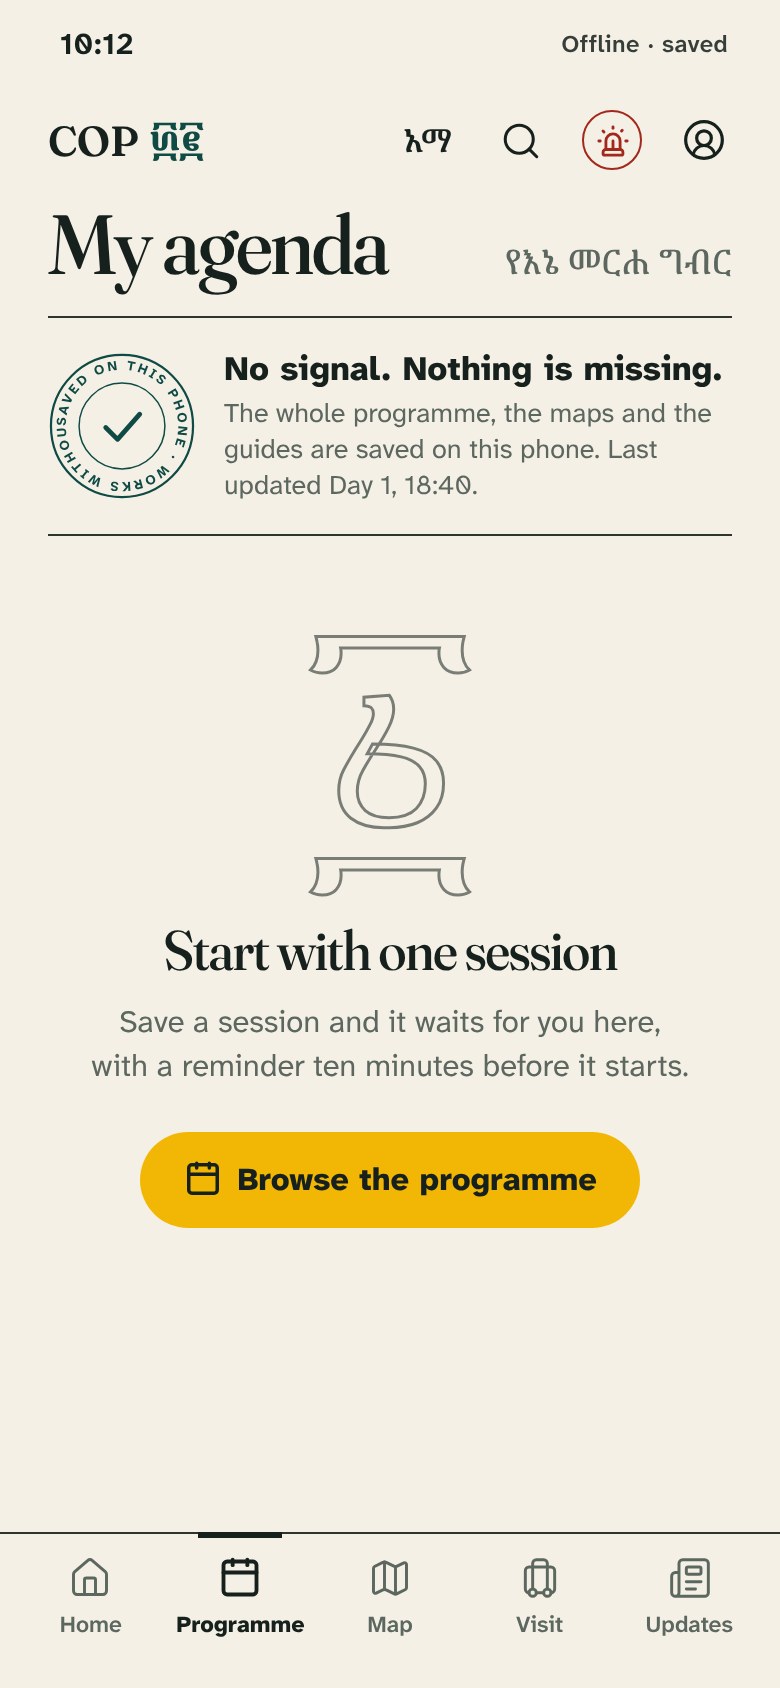 10:12
Offline · saved
COP ፴፪
አማ
My agenda
የእኔ መርሐ ግብር
SAVED ON THIS PHONE · WORKS WITHOU
No signal. Nothing is missing.
The whole programme, the maps and the
guides are saved on this phone. Last
updated Day 1, 18:40.
፩
Start with one session
Save a session and it waits for you here,
with a reminder ten minutes before it starts.
Browse the programme
Home
Programme
Map
Visit
Updates